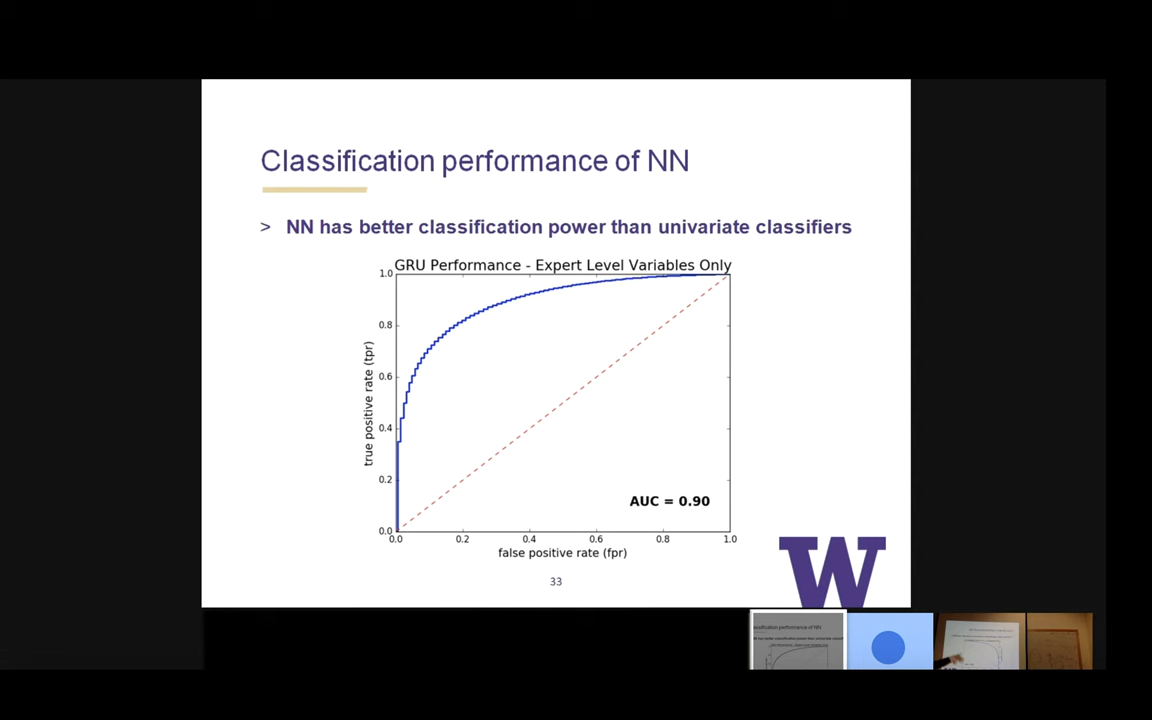 Classification performance of NN
> NN has better classification power than univariate classifiers
GRU Performance - Expert Level Variables Only
1.0
0.8
0.6
0.4
0.2
0.0
true positive rate (tpr)
AUC = 0.90
0.0 0.2 0.4 0.6 0.8 1.0
false positive rate (fpr)
33
W